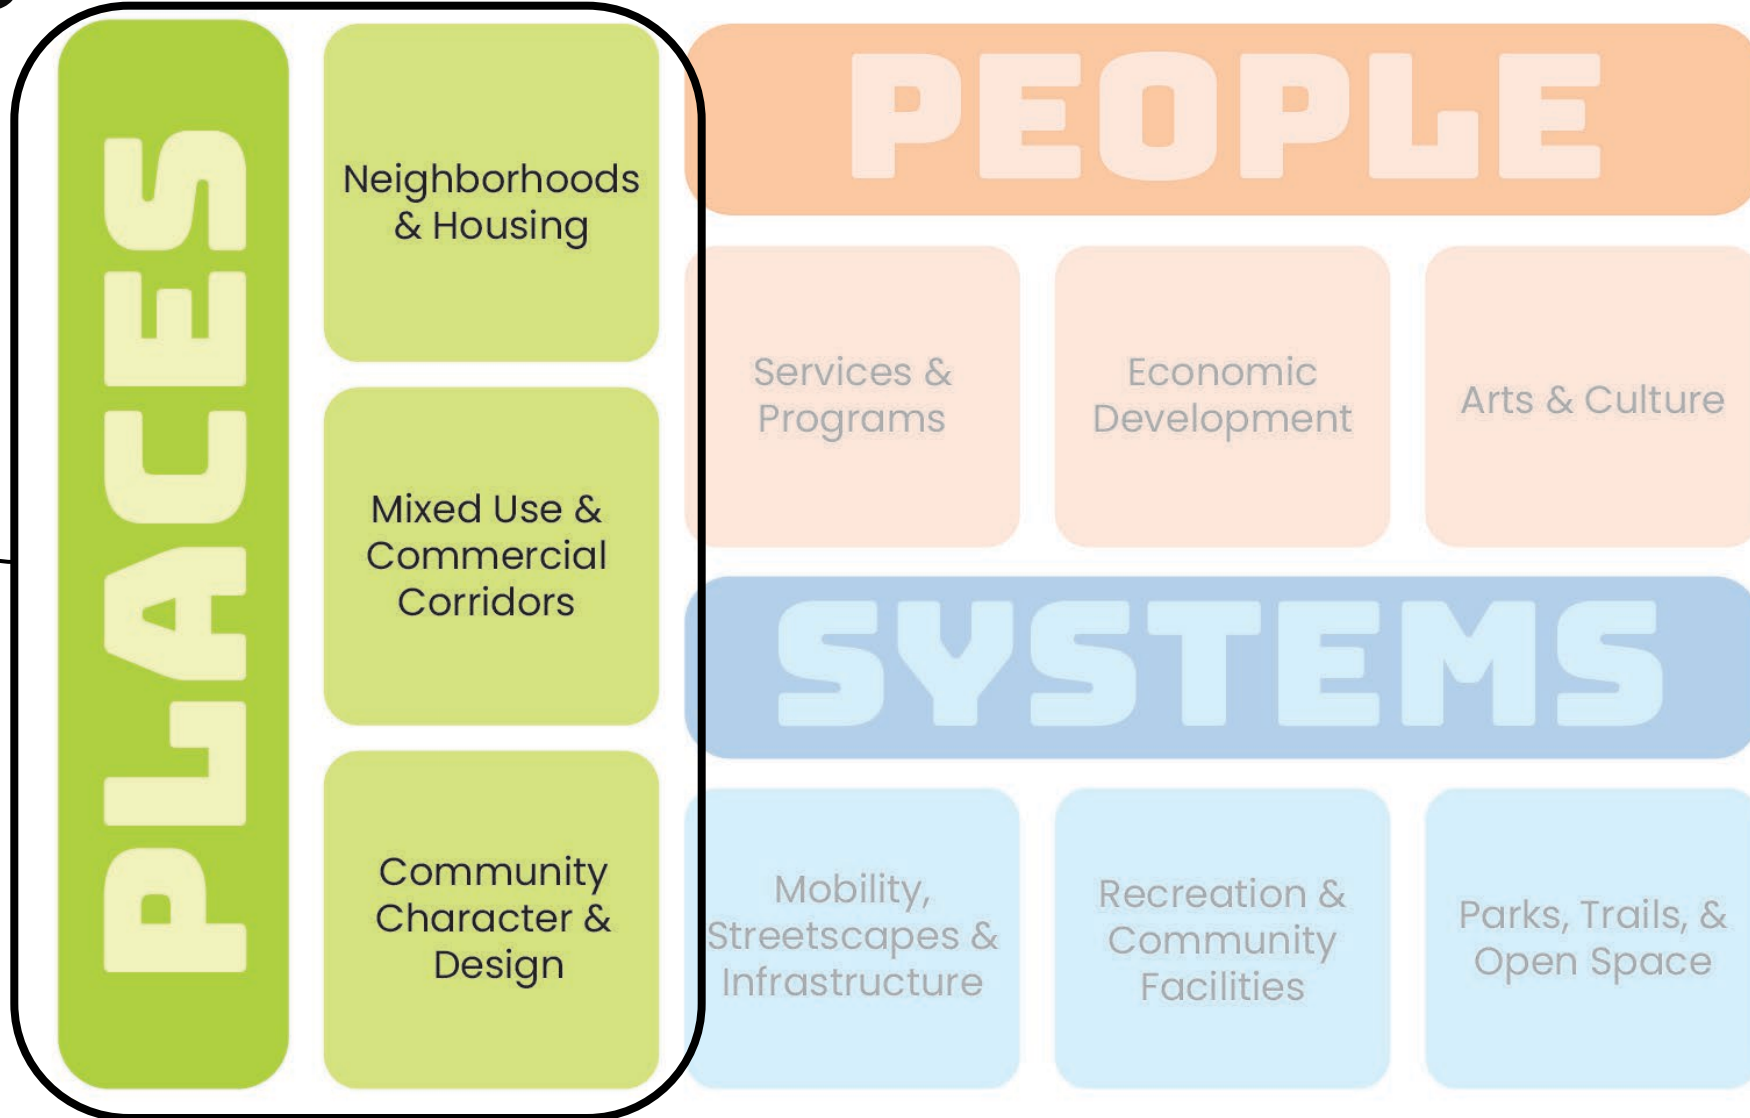 PLACES
Neighborhoods
& Housing
Mixed Use &
Commercial
Corridors
Community
Character &
Design
PEOPLE
Services &
Programs
Economic
Development
Arts & Culture
SYSTEMS
Mobility,
Streetscapes &
Infrastructure
Recreation &
Community
Facilities
Parks, Trails, &
Open Space